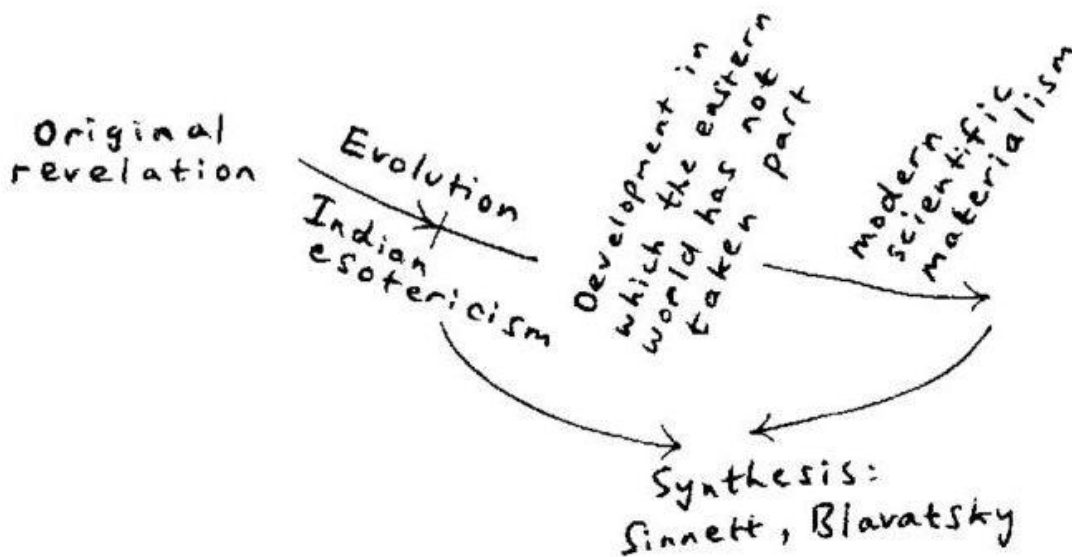 Original
revelation
Evolution
Indian
esotericism
Development in
which the eastern
world has not
taken part
modern
scientific
materialism
Synthesis:
Sinnett, Blavatsky